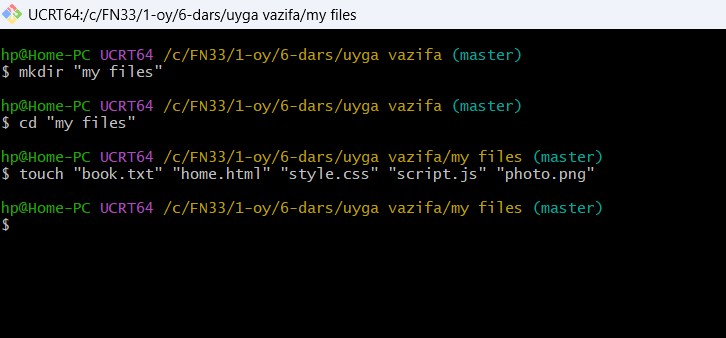 UCRT64:/c/FN33/1-oy/6-dars/uyga vazifa/my files
hp@Home-PC UCRT64 /c/FN33/1-oy/6-dars/uyga vazifa (master)
$ mkdir "my files"
hp@Home-PC UCRT64 /c/FN33/1-oy/6-dars/uyga vazifa (master)
$ cd "my files"
hp@Home-PC UCRT64 /c/FN33/1-oy/6-dars/uyga vazifa/my files (master)
$ touch "book.txt" "home.html" "style.css" "script.js" "photo.png"
hp@Home-PC UCRT64 /c/FN33/1-oy/6-dars/uyga vazifa/my files (master)
$